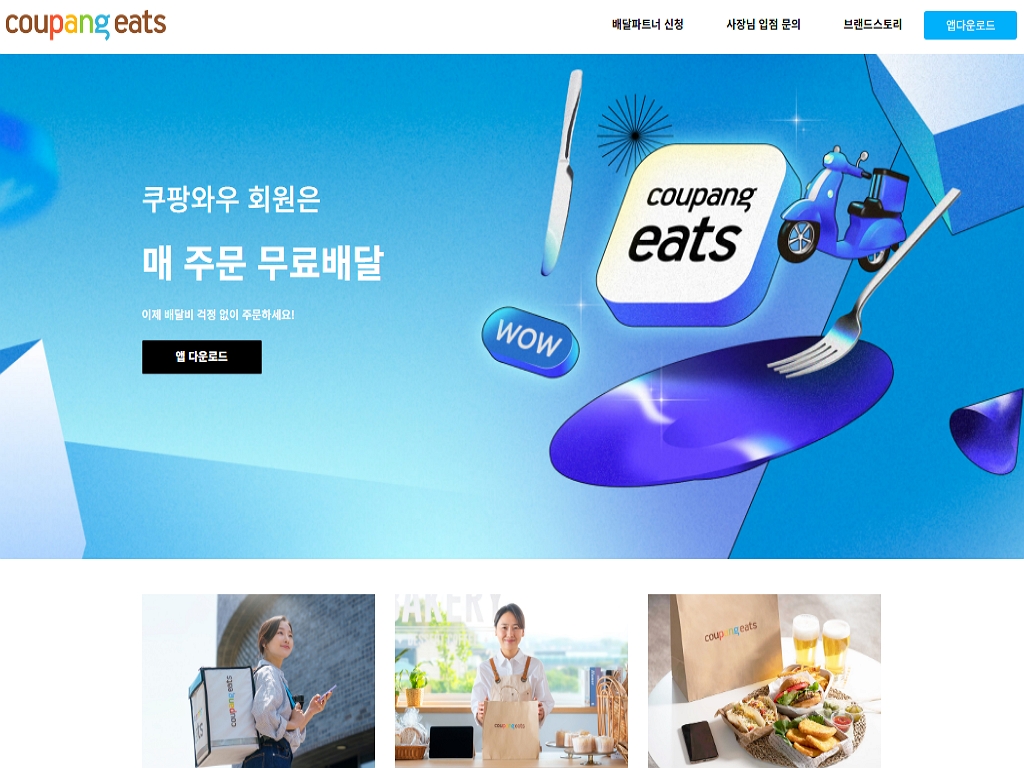 coupang eats
배달파트너 신청
사장님 입점 문의
브랜드스토리
앱다운로드
쿠팡와우 회원은
매 주문 무료배달
이제 배달비 걱정 없이 주문하세요!
앱 다운로드
coupang
eats
WOW
coupang eats
ts
BAKERY
coupang eats
coupang eats